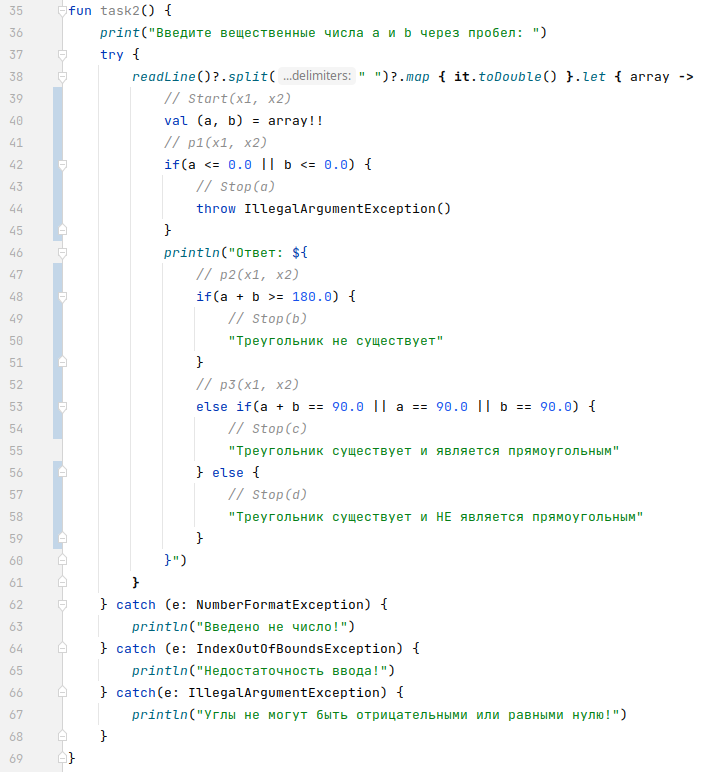 35 fun task2() {
36 print("Введите вещественные числа a и b через пробел: ")
37 try {
38 readLine()?.split( ...delimiters: " ")?.map { it.toDouble() }.let { array ->
39 // Start(x1, x2)
40 val (a, b) = array!!
41 // p1(x1, x2)
42 if(a <= 0.0 || b <= 0.0) {
43 // Stop(a)
44 throw IllegalArgumentException()
45 }
46 println("Ответ: ${
47 // p2(x1, x2)
48 if(a + b >= 180.0) {
49 // Stop(b)
50 "Треугольник не существует"
51 }
52 // p3(x1, x2)
53 else if(a + b == 90.0 || a == 90.0 || b == 90.0) {
54 // Stop(c)
55 "Треугольник существует и является прямоугольным"
56 } else {
57 // Stop(d)
58 "Треугольник существует и НЕ является прямоугольным"
59 }
60 }")
61 }
62 } catch (e: NumberFormatException) {
63 println("Введено не число!")
64 } catch (e: IndexOutOfBoundsException) {
65 println("Недостаточность ввода!")
66 } catch(e: IllegalArgumentException) {
67 println("Углы не могут быть отрицательными или равными нулю!")
68 }
69 }